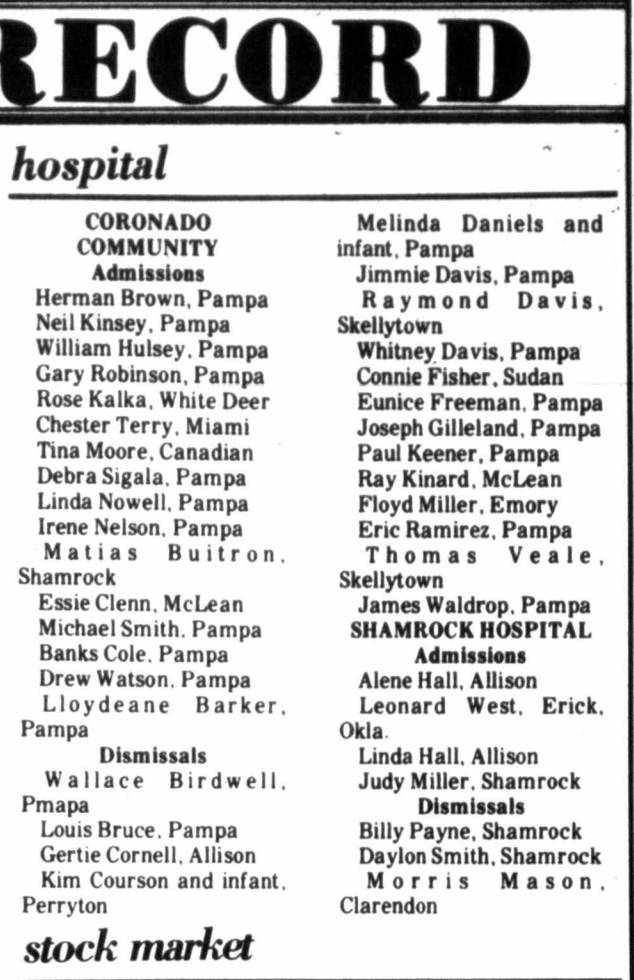 RECORD
hospital
CORONADO
COMMUNITY
Admissions
Herman Brown, Pampa
Neil Kinsey, Pampa
William Hulsey, Pampa
Gary Robinson, Pampa
Rose Kalka, White Deer
Chester Terry, Miami
Tina Moore, Canadian
Debra Sigala, Pampa
Linda Nowell, Pampa
Irene Nelson, Pampa
Matias Buitron,
Shamrock
Essie Clenn, McLean
Michael Smith, Pampa
Banks Cole, Pampa
Drew Watson, Pampa
Lloydeane Barker,
Pampa
Dismissals
Wallace Birdwell,
Pmapa
Louis Bruce, Pampa
Gertie Cornell, Allison
Kim Courson and infant,
Perryton
Melinda Daniels and
infant, Pampa
Jimmie Davis, Pampa
Raymond Davis,
Skellytown
Whitney Davis, Pampa
Connie Fisher, Sudan
Eunice Freeman, Pampa
Joseph Gilleland, Pampa
Paul Keener, Pampa
Ray Kinard, McLean
Floyd Miller, Emory
Eric Ramirez, Pampa
Thomas Veale,
Skellytown
James Waldrop, Pampa
SHAMROCK HOSPITAL
Admissions
Alene Hall, Allison
Leonard West, Erick,
Okla.
Linda Hall, Allison
Judy Miller, Shamrock
Dismissals
Billy Payne, Shamrock
Daylon Smith, Shamrock
Morris Mason,
Clarendon
stock market